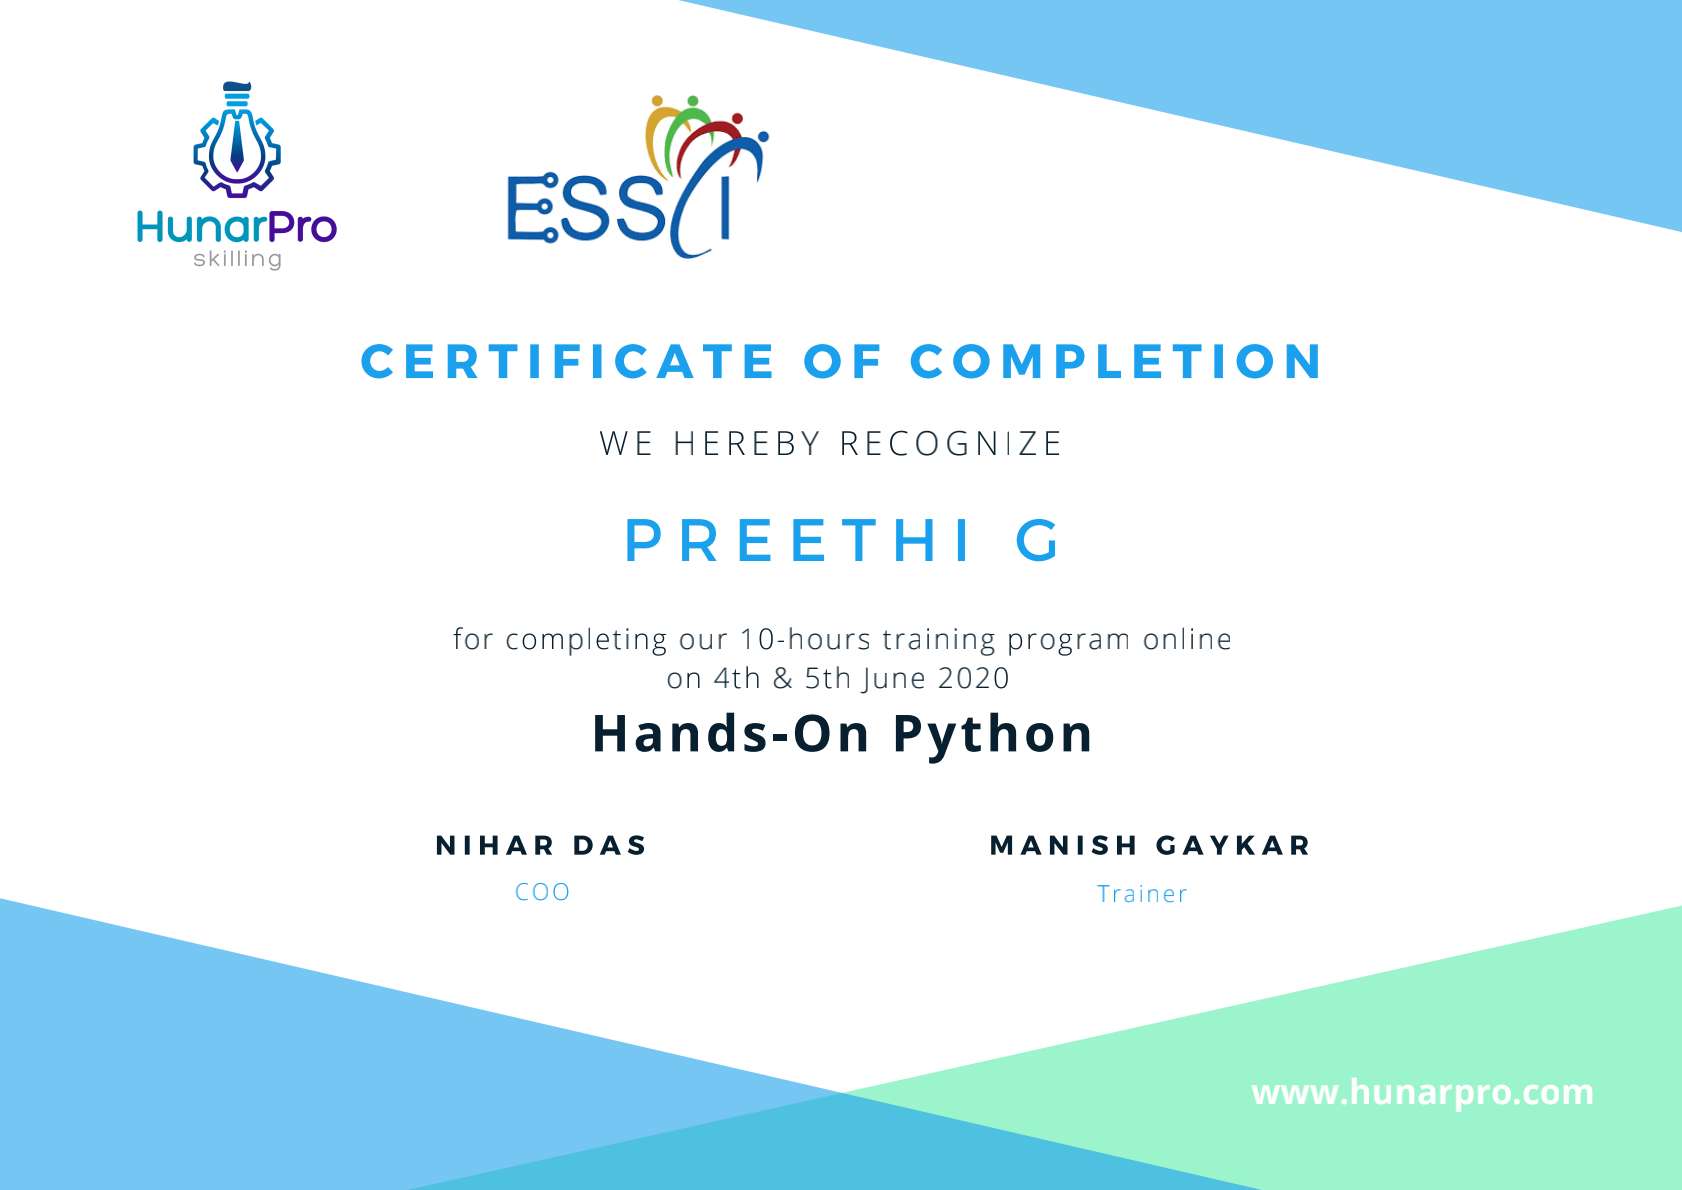 HunarPro
skilling
ESSCI
CERTIFICATE OF COMPLETION
WE HEREBY RECOGNIZE
PREETHI G
for completing our 10-hours training program online
on 4th & 5th June 2020
Hands-On Python
NIHAR DAS
COO
MANISH GAYKAR
Trainer
www.hunarpro.com